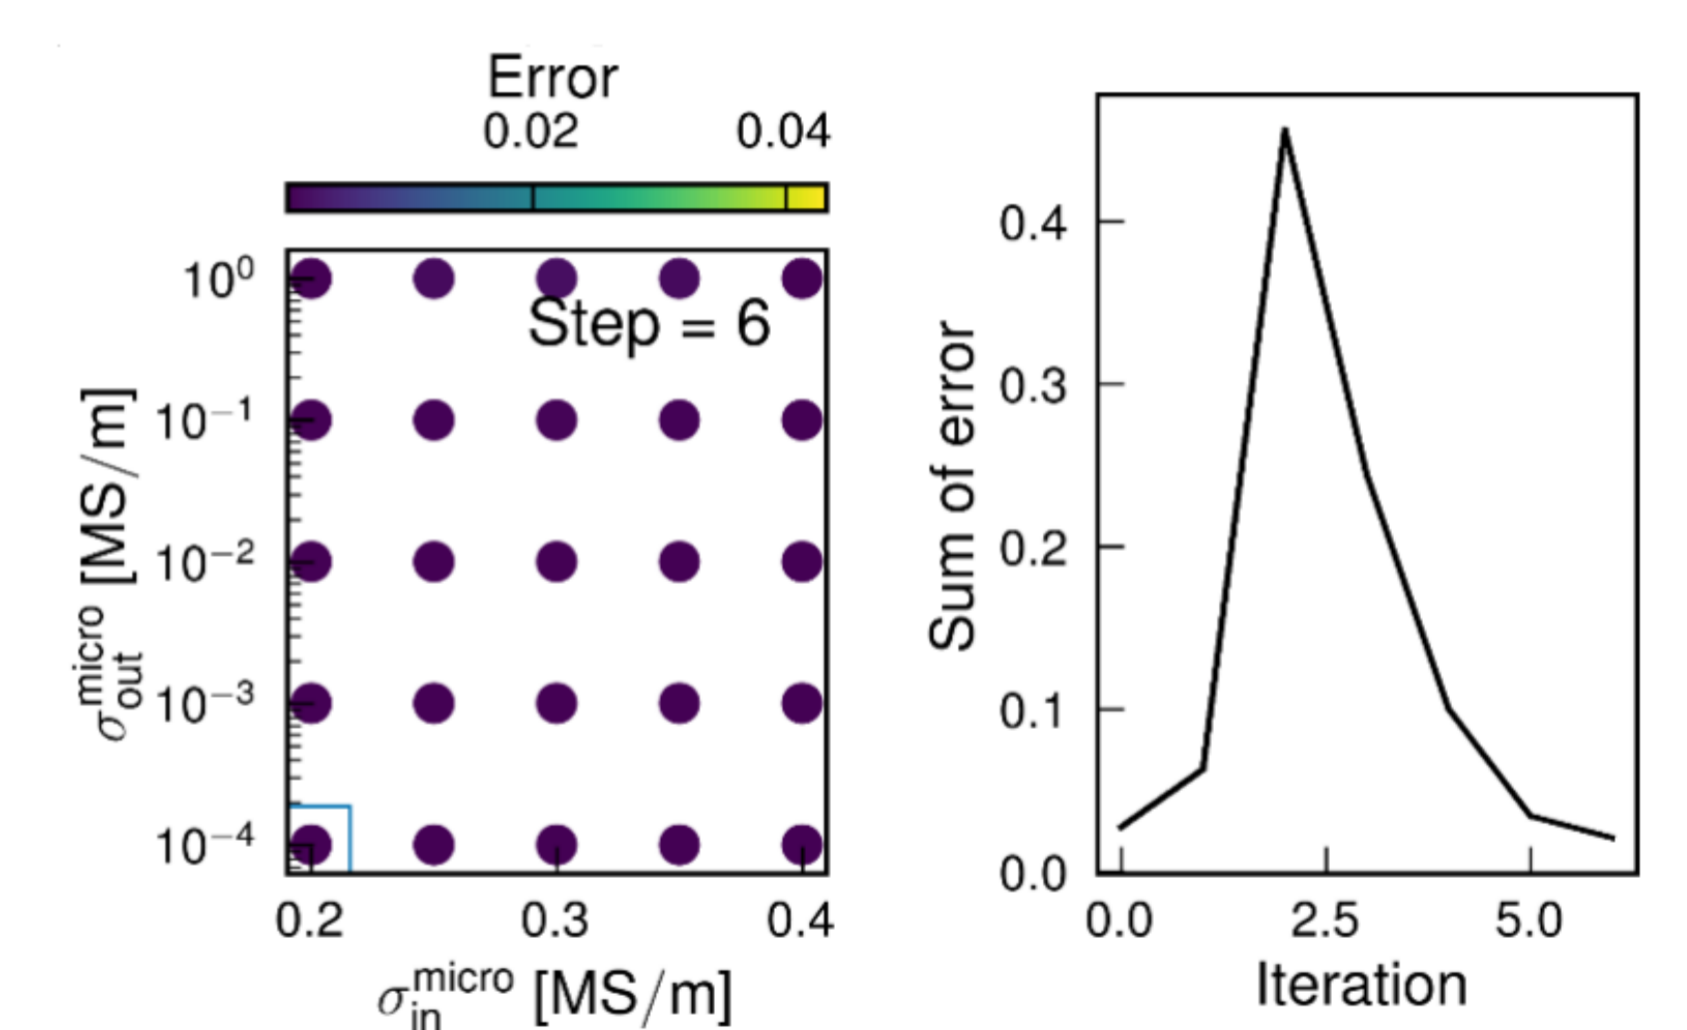 Error
0.02 0.04
10⁰
Step = 6
10⁻¹
10⁻²
10⁻³
10⁻⁴
0.2 0.3 0.4
σ_in^micro [MS/m]
σ_out^micro [MS/m]
0.4
0.3
0.2
0.1
0.0
0.0 2.5 5.0
Iteration
Sum of error